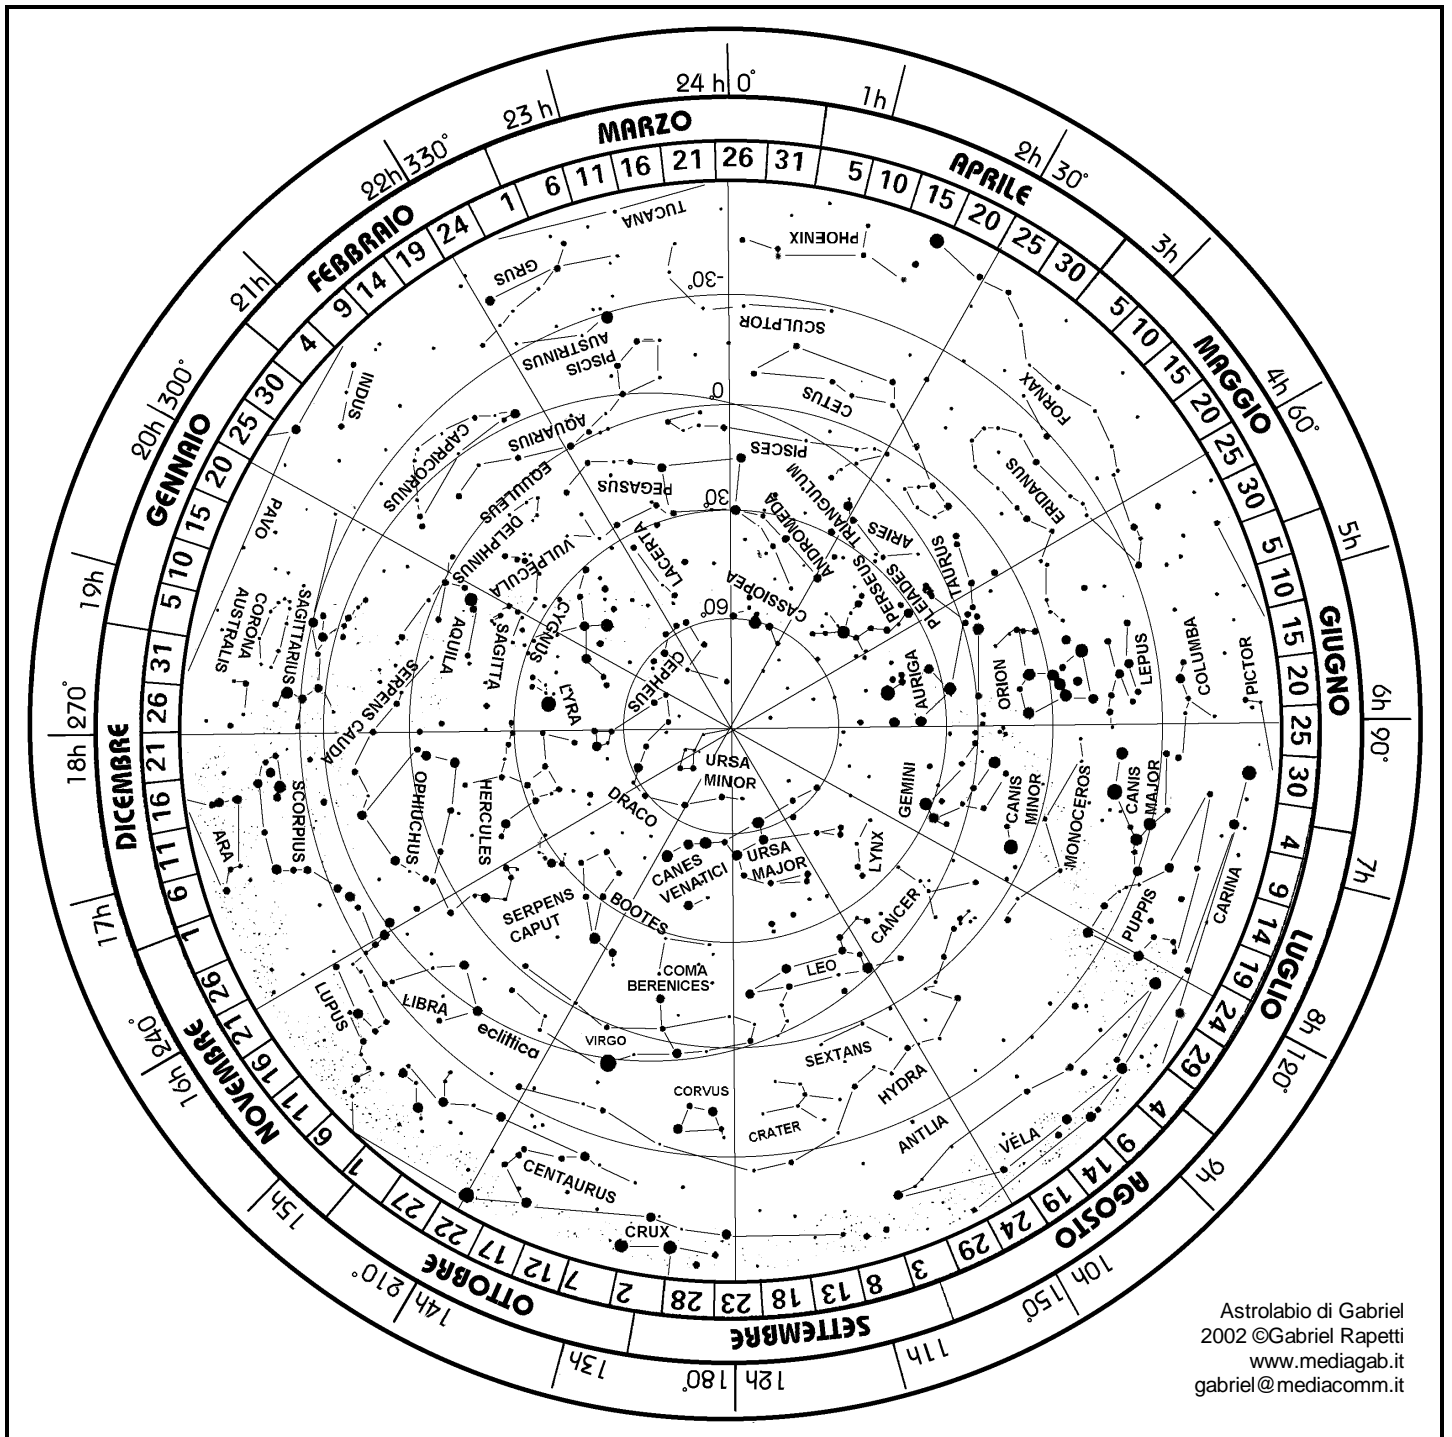 24 h 0°
1h
2h 30°
3h
4h 60°
5h
6h 90°
7h
8h 120°
9h
10h 150°
11h
12h 180°
13h
14h 210°
15h
16h 240°
17h
18h 270°
19h
20h 300°
21h
22h 330°
23 h
MARZO
APRILE
MAGGIO
GIUGNO
LUGLIO
AGOSTO
SETTEMBRE
OTTOBRE
NOVEMBRE
DICEMBRE
GENNAIO
FEBBRAIO
1 6 11 16 21 26 31
5 10 15 20 25 30
5 10 15 20 25 30
5 10 15 20 25 30
4 9 14 19 24 29
4 9 14 19 24 29
3 8 13 18 23 28
2 7 12 17 22 27
1 6 11 16 21 26
1 6 11 16 21 26 31
5 10 15 20 25 30
4 9 14 19 24
TUCANA
PHOENIX
GRUS
-30°
SCULPTOR
PISCIS
AUSTRINUS
INDUS
CETUS
FORNAX
0°
AQUARIUS
CAPRICORNUS
PISCES
EQUULEUS
PEGASUS
ERIDANUS
30°
TRIANGULUM
ANDROMEDA
ARIES
PAVO
DELPHINUS
VULPECULA
LACERTA
CASSIOPEA
PERSEUS
PLEIADES
TAURUS
60°
CORONA
AUSTRALIS
SAGITTARIUS
AQUILA
SAGITTA
CYGNUS
CEPHEUS
AURIGA
ORION
LEPUS
COLUMBA
PICTOR
SERPENS CAUDA
LYRA
URSA
MINOR
DRACO
GEMINI
CANIS
MINOR
MONOCEROS
CANIS
MAJOR
ARA
SCORPIUS
OPHIUCHUS
HERCULES
CANES
VENATICI
URSA
MAJOR
LYNX
CANCER
PUPPIS
CARINA
SERPENS
CAPUT
BOOTES
COMA
BERENICES
LEO
LUPUS
LIBRA
eclittica
VIRGO
SEXTANS
HYDRA
CORVUS
CRATER
ANTLIA
VELA
CENTAURUS
CRUX
Astrolabio di Gabriel
2002 ©Gabriel Rapetti
www.mediagab.it
gabriel@mediacomm.it